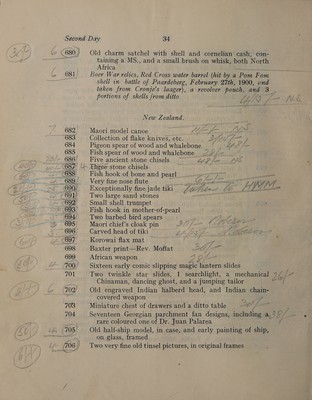 Second Day 34
6 680 Old charm satchel with shell and cornelian cash, con-
taining a MS., and a small brush on whisk, both North
Africa
6 681 Boer War relics, Red Cross water barrel (hit by a Pom Pom
shell in battle of Paardeberg, February 27th, 1900, and
taken from Cronje's laager), a revolver pouch, and 3
portions of shells from ditto
New Zealand.
682 Maori model canoe
683 Collection of flake knives, etc.
684 Pigeon spear of wood and whalebone
685 Fish spear of wood and whalebone
686 Five ancient stone chisels
687 Three stone chisels
688 Fish hook of bone and pearl
689 Very fine nose flute
690 Exceptionally fine jade tiki
691 Two large sand stones
692 Small shell trumpet
693 Fish hook in mother-of-pearl
694 Two barbed bird spears
695 Maori chief's cloak pin
696 Carved head of tiki
697 Korowai flax mat
698 Baxter print—Rev. Moffat
699 African weapon
700 Sixteen early comic slipping magic lantern slides
701 Two twinkle star slides, 1 searchlight, a mechanical
Chinaman, dancing ghost, and a jumping tailor
6 702 Old engraved Indian halberd head, and Indian chain-
covered weapon
703 Miniature chest of drawers and a ditto table
704 Seventeen Georgian parchment fan designs, including a
rare coloured one of Dr. Juan Palarea
4 705 Old half-ship model, in case, and early painting of ship,
on glass, framed
4 706 Two very fine old tinsel pictures, in original frames